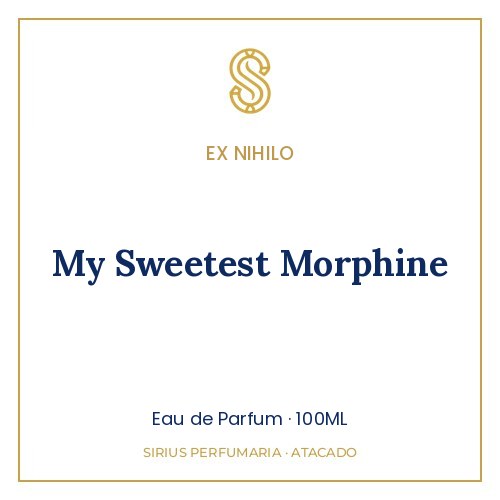 EX NIHILO
My Sweetest Morphine
Eau de Parfum · 100ML
SIRIUS PERFUMARIA · ATACADO